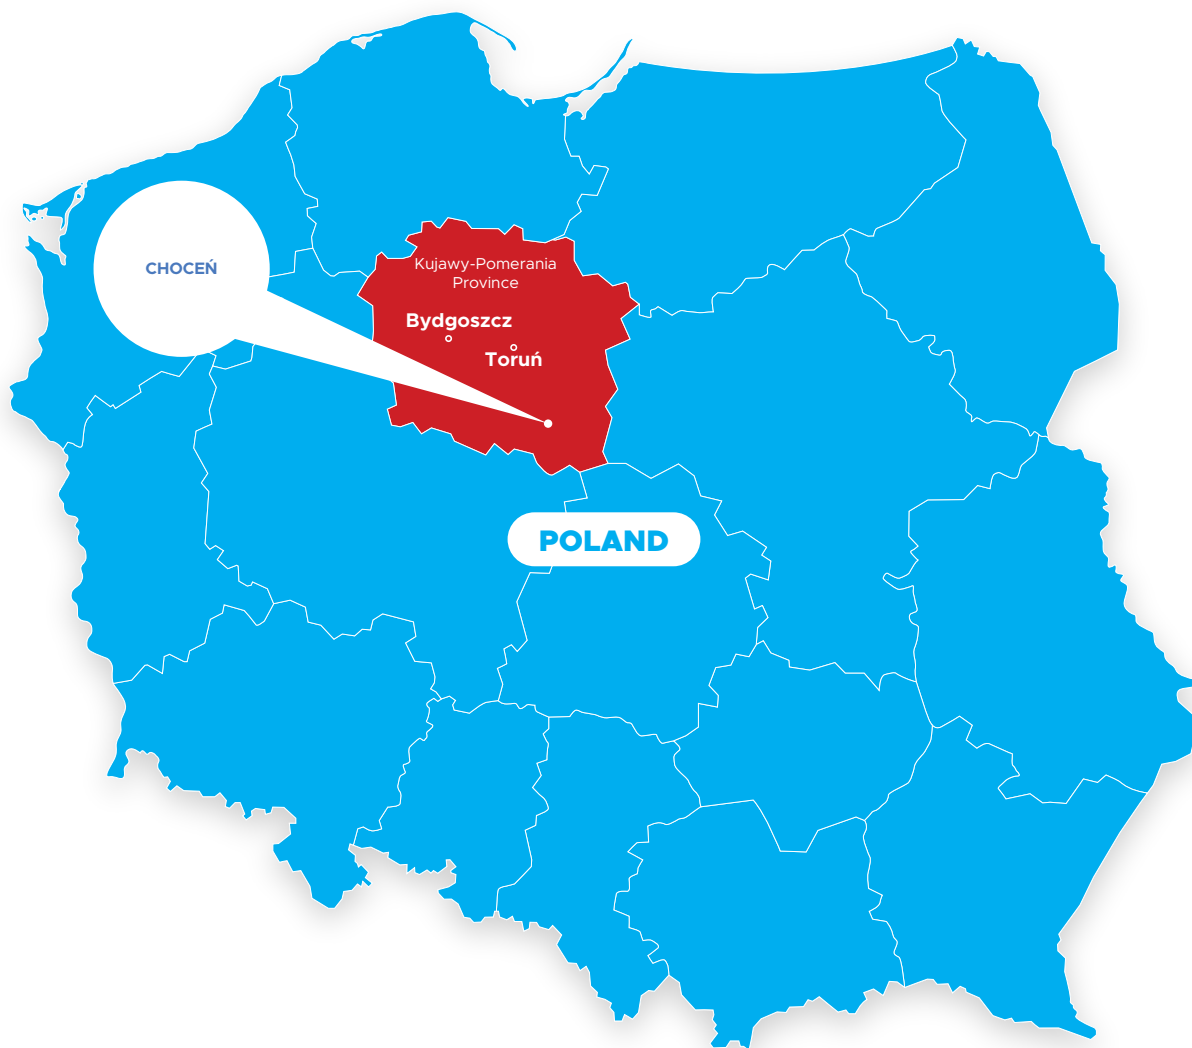 Kujawy-Pomerania
Province
CHOCEŃ
Bydgoszcz
Toruń
POLAND